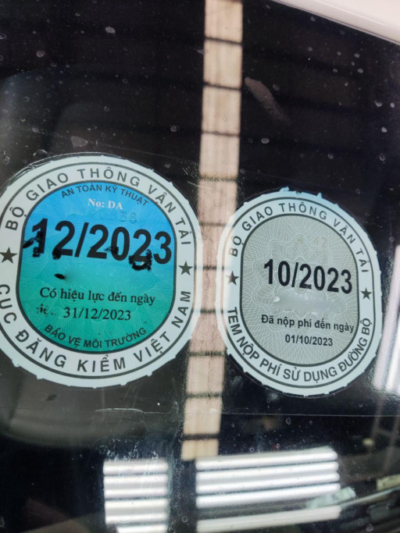 BỘ GIAO THÔNG VẬN TẢI
AN TOÀN KỸ THUẬT
No: DA
12/2023
Có hiệu lực đến ngày
31/12/2023
BẢO VỆ MÔI TRƯỜNG
CỤC ĐĂNG KIỂM VIỆT NAM
BỘ GIAO THÔNG VẬN TẢI
10/2023
Đã nộp phí đến ngày
01/10/2023
TEM NỘP PHÍ SỬ DỤNG ĐƯỜNG BỘ